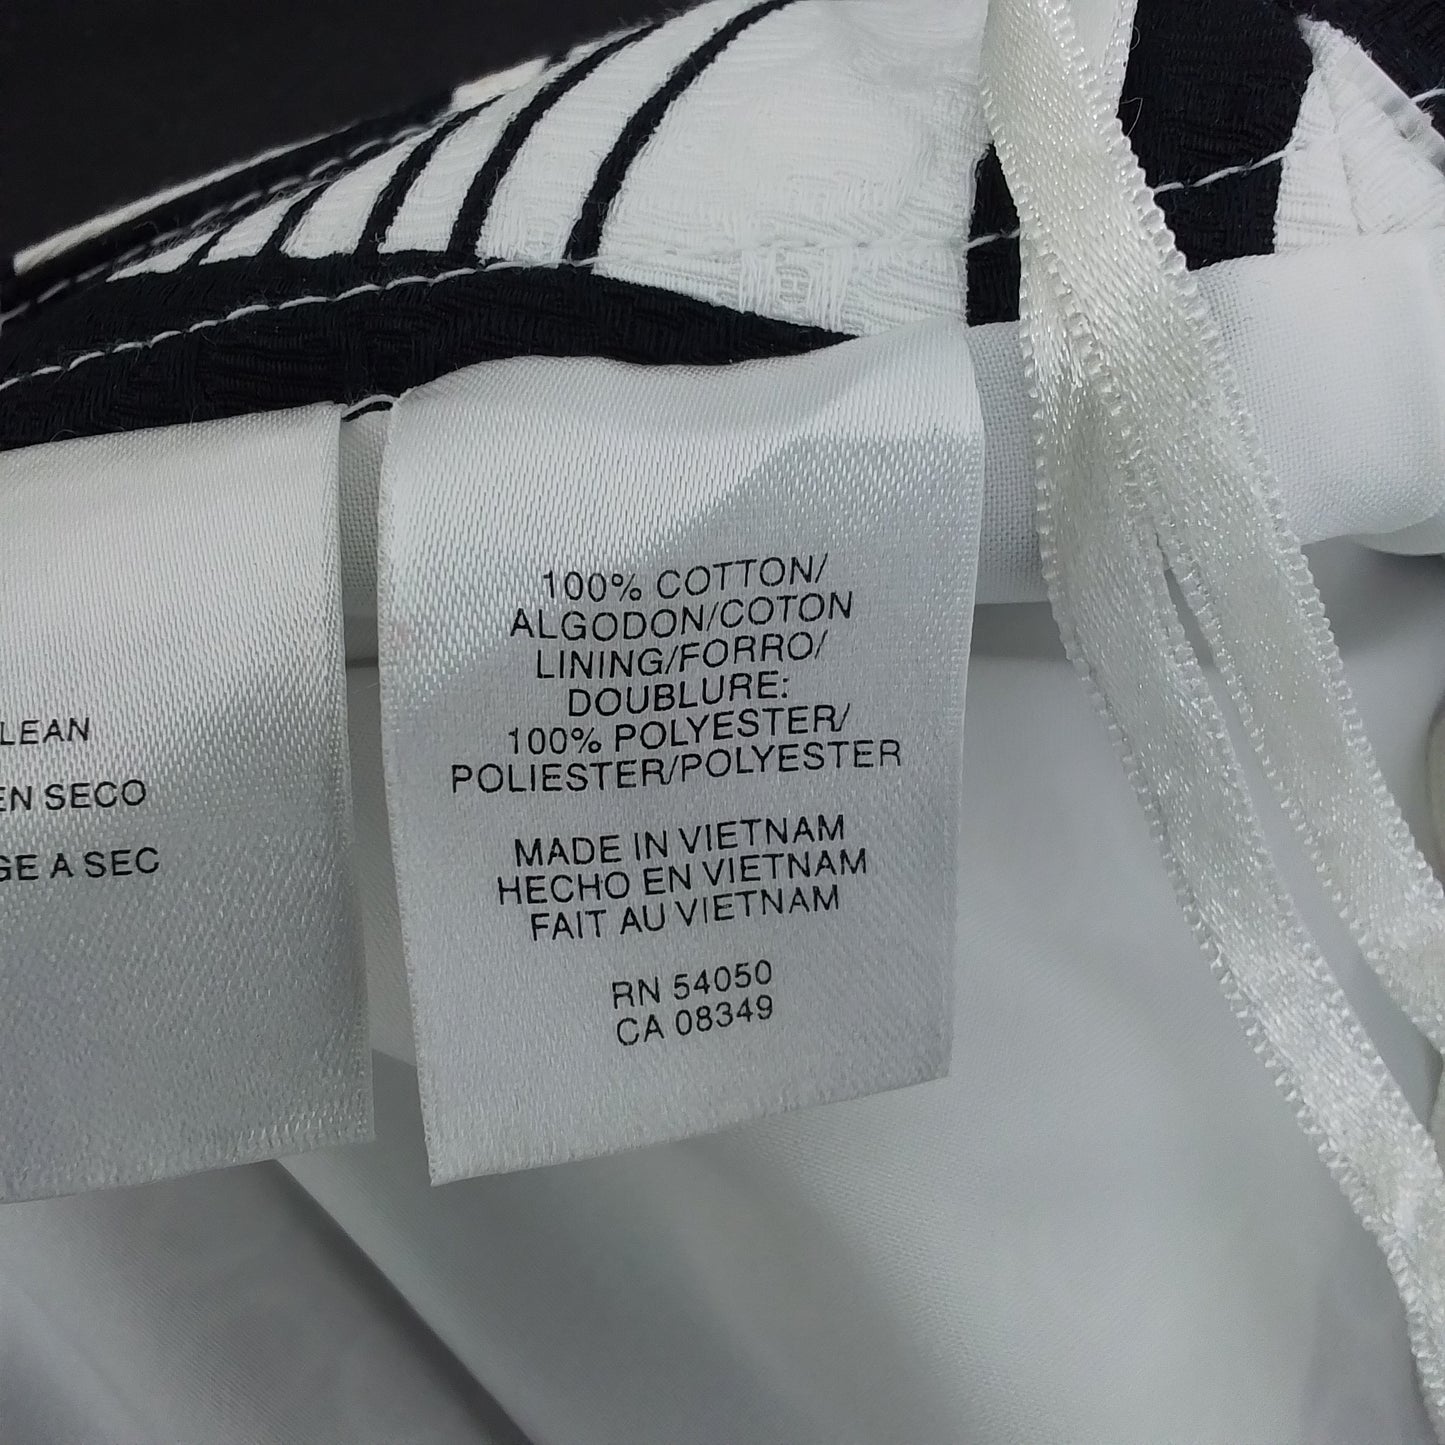 LEAN
EN SECO
GE A SEC
100% COTTON/
ALGODON/COTON
LINING/FORRO/
DOUBLURE:
100% POLYESTER/
POLIESTER/POLYESTER
MADE IN VIETNAM
HECHO EN VIETNAM
FAIT AU VIETNAM
RN 54050
CA 08349